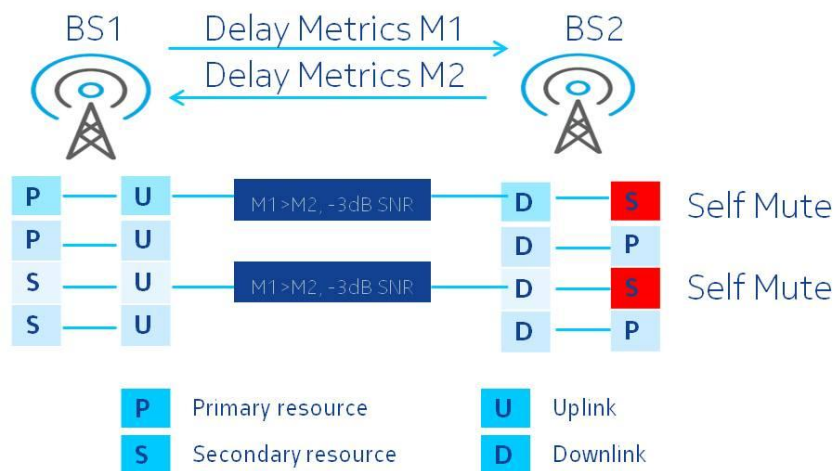 BS1 Delay Metrics M1 BS2
Delay Metrics M2
P U M1>M2, -3dB SNR D S Self Mute
P U D P
S U M1>M2, -3dB SNR D S Self Mute
S U D P
P Primary resource U Uplink
S Secondary resource D Downlink